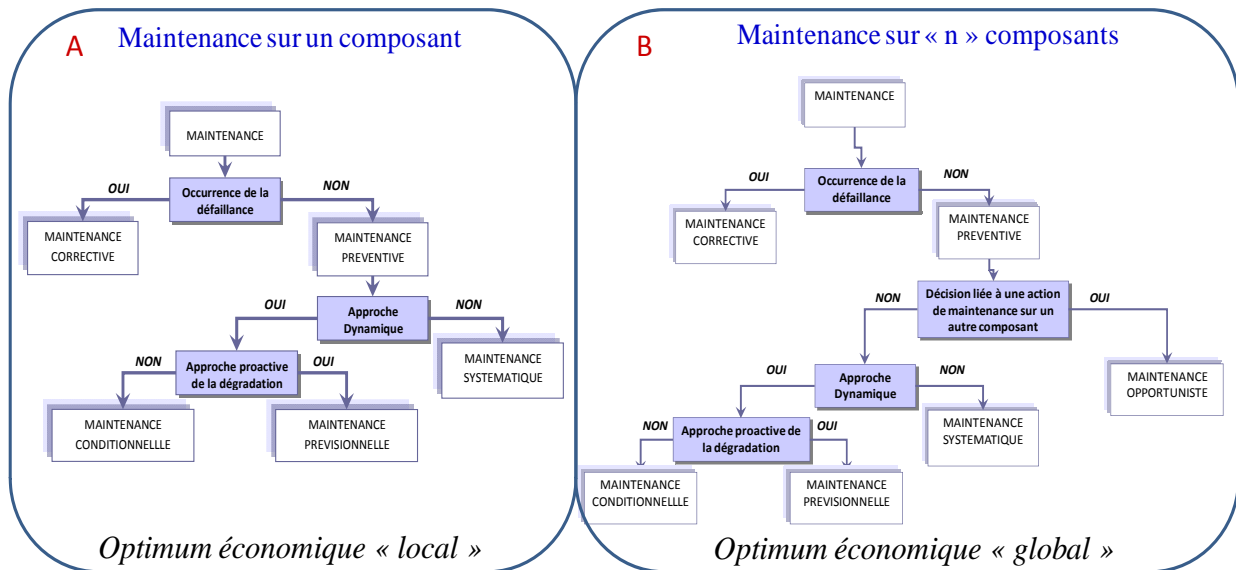 A
Maintenance sur un composant
MAINTENANCE
OUI
Occurrence de la
défaillance
NON
MAINTENANCE
CORRECTIVE
MAINTENANCE
PREVENTIVE
OUI
Approche
Dynamique
NON
NON
Approche proactive
de la dégradation
OUI
MAINTENANCE
SYSTEMATIQUE
MAINTENANCE
CONDITIONNELLLE
MAINTENANCE
PREVISIONNELLE
Optimum économique « local »
B
Maintenance sur « n » composants
MAINTENANCE
OUI
Occurrence de la
défaillance
NON
MAINTENANCE
CORRECTIVE
MAINTENANCE
PREVENTIVE
NON
Décision liée à une action
de maintenance sur un
autre composant
OUI
OUI
Approche
Dynamique
NON
MAINTENANCE
OPPORTUNISTE
NON
Approche proactive de
la dégradation
OUI
MAINTENANCE
SYSTEMATIQUE
MAINTENANCE
CONDITIONNELLLE
MAINTENANCE
PREVISIONNELLE
Optimum économique « global »